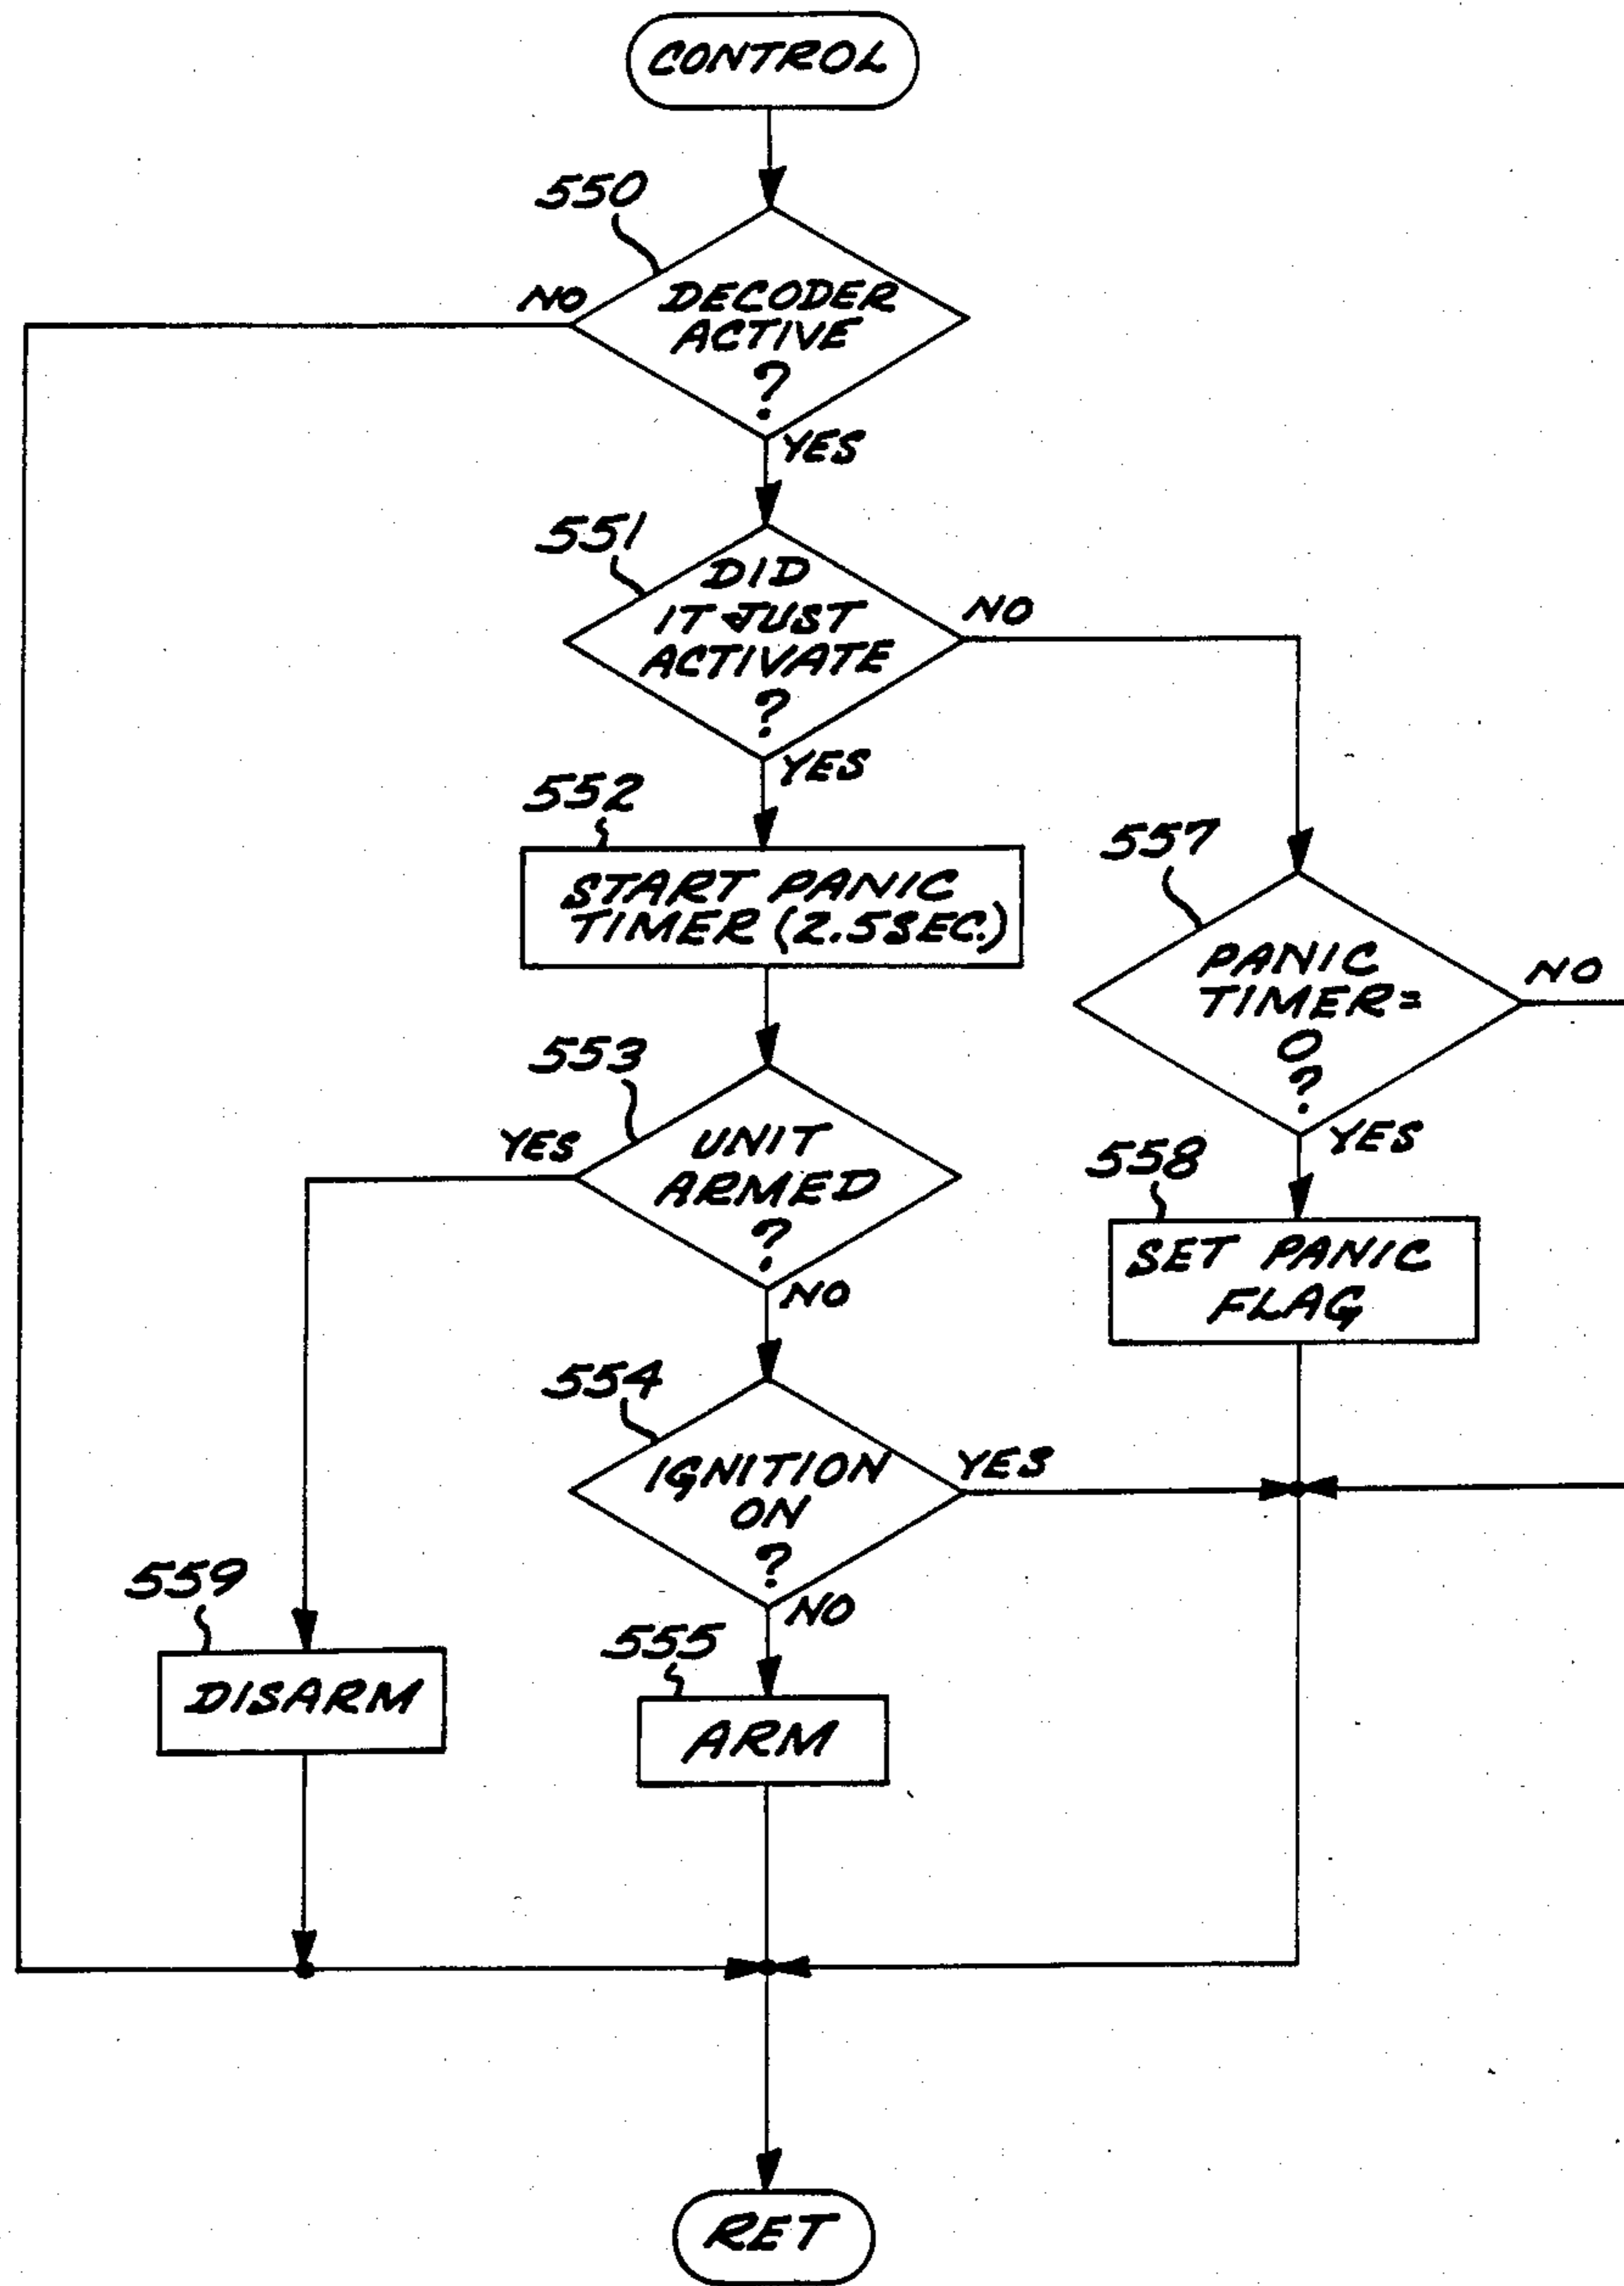 CONTROL
550
NO
DECODER
ACTIVE
?
YES
551
DID
IT JUST
ACTIVATE
?
NO
YES
552
START PANIC
TIMER (2.5SEC.)
557
PANIC
TIMER=
0
?
NO
YES
553
YES
UNIT
ARMED
?
NO
558
SET PANIC
FLAG
554
IGNITION
ON
?
YES
NO
559
DISARM
555
ARM
RET